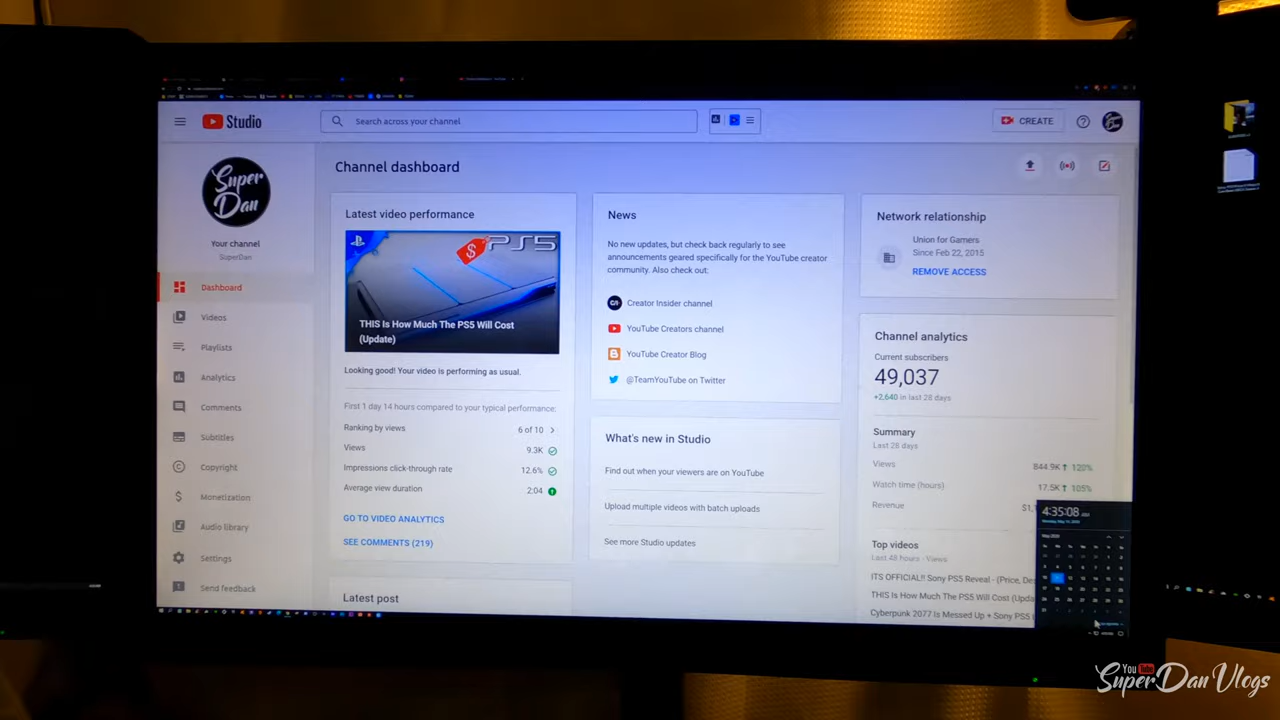 Studio
Search across your channel
CREATE
Super
Dan
Your channel
SuperDan
Dashboard
Videos
Playlists
Analytics
Comments
Subtitles
Copyright
Monetization
Audio library
Settings
Send feedback
Channel dashboard
Latest video performance
PS5
$
THIS Is How Much The PS5 Will Cost
(Update)
Looking good! Your video is performing as usual.
First 1 day 14 hours compared to your typical performance:
Ranking by views 6 of 10
Views 9.3K
Impressions click-through rate 12.6%
Average view duration 2:04
GO TO VIDEO ANALYTICS
SEE COMMENTS (219)
Latest post
News
No new updates, but check back regularly to see
announcements geared specifically for the YouTube creator
community. Also check out:
Creator Insider channel
YouTube Creators channel
YouTube Creator Blog
@TeamYouTube on Twitter
What's new in Studio
Find out when your viewers are on YouTube
Upload multiple videos with batch uploads
See more Studio updates
Network relationship
Union for Gamers
Since Feb 22, 2015
REMOVE ACCESS
Channel analytics
Current subscribers
49,037
+2,640 in last 28 days
Summary
Last 28 days
Views 844.9K 120%
Watch time (hours) 17.5K 105%
Revenue $1,
Top videos
Last 48 hours · Views
ITS OFFICIAL!! Sony PS5 Reveal - (Price, De
THIS Is How Much The PS5 Will Cost (Upda
Cyberpunk 2077 Is Messed Up + Sony PS5
4:35:08 AM
May 2020
YouTube
SuperDanVlogs